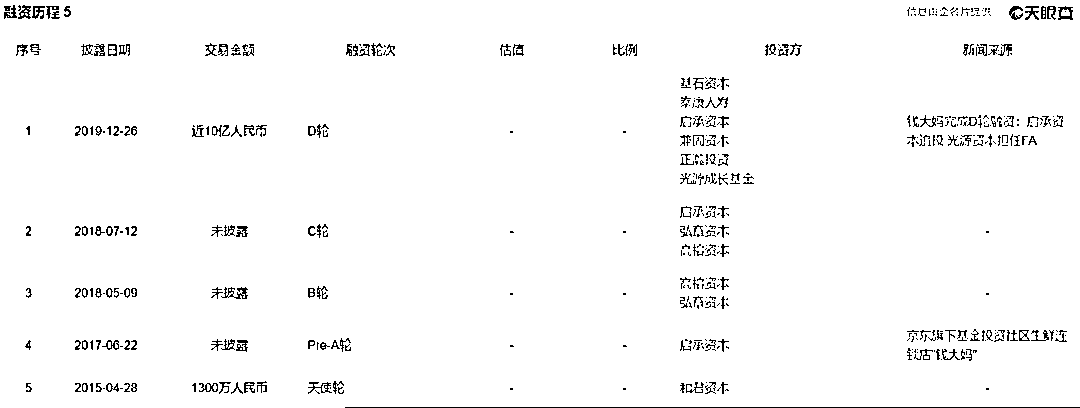 融资历程 5
信息由企名片提供 天眼查
序号 披露日期 交易金额 融资轮次 估值 比例 投资方 新闻来源
1 2019-12-26 近10亿人民币 D轮 - - 基石资本 泰康人寿 启承资本 兼固资本 正瀛投资 光源成长基金 钱大妈完成D轮融资：启承资本追投 光源资本担任FA
2 2018-07-12 未披露 C轮 - - 启承资本 弘章资本 高榕资本 -
3 2018-05-09 未披露 B轮 - - 高榕资本 弘章资本 -
4 2017-06-22 未披露 Pre-A轮 - - 启承资本 京东旗下基金投资社区生鲜连锁店"钱大妈"
5 2015-04-28 1300万人民币 天使轮 - - 和君资本 -